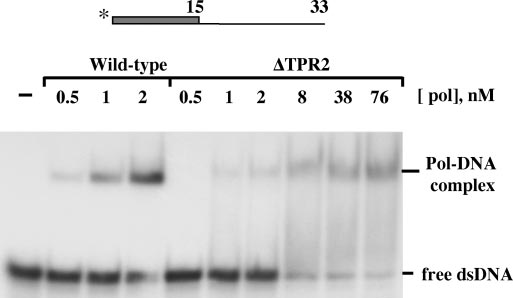 * 15 33
Wild-type ΔTPR2
– 0.5 1 2 0.5 1 2 8 38 76 [ pol], nM
Pol-DNA
complex
free dsDNA